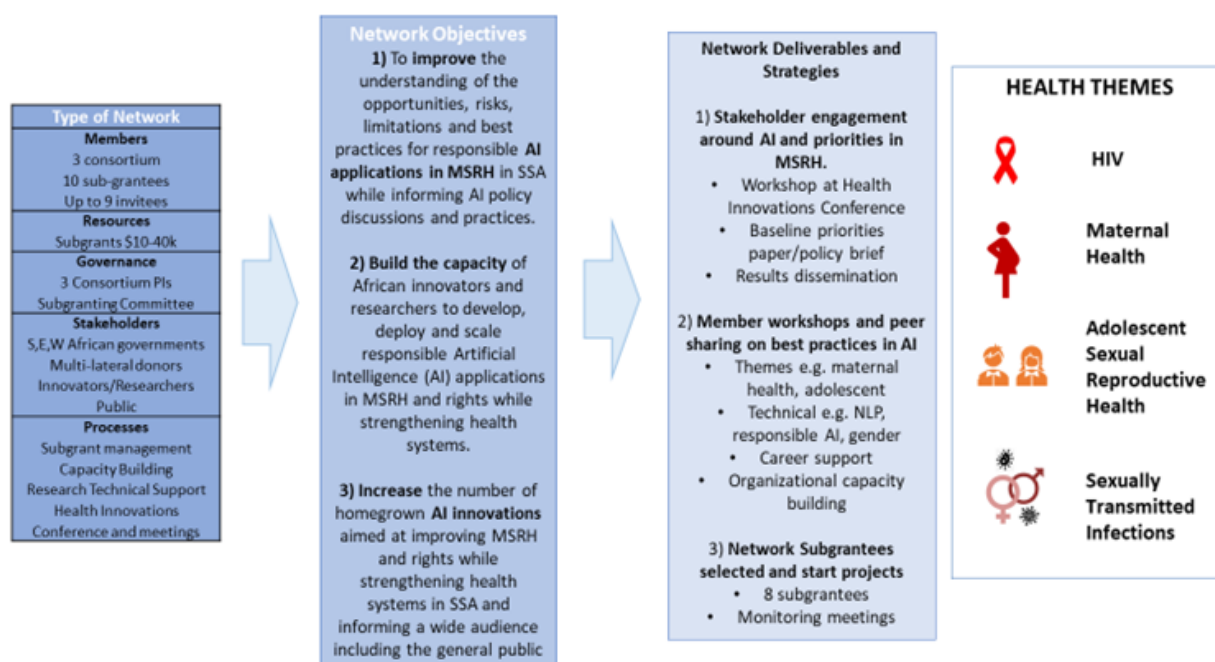 Type of Network
Members
3 consortium
10 sub-grantees
Up to 9 invitees
Resources
Subgrants $10-40k
Governance
3 Consortium PIs
Subgranting Committee
Stakeholders
S,E,W African governments
Multi-lateral donors
Innovators/Researchers
Public
Processes
Subgrant management
Capacity Building
Research Technical Support
Health Innovations
Conference and meetings
Network Objectives
1) To improve the
understanding of the
opportunities, risks,
limitations and best
practices for responsible AI
applications in MSRH in SSA
while informing AI policy
discussions and practices.
2) Build the capacity of
African innovators and
researchers to develop,
deploy and scale
responsible Artificial
Intelligence (AI) applications
in MSRH and rights while
strengthening health
systems.
3) Increase the number of
homegrown AI innovations
aimed at improving MSRH
and rights while
strengthening health
systems in SSA and
informing a wide audience
including the general public
Network Deliverables and
Strategies
1) Stakeholder engagement
around AI and priorities in
MSRH.
• Workshop at Health
Innovations Conference
• Baseline priorities
paper/policy brief
• Results dissemination
2) Member workshops and peer
sharing on best practices in AI
• Themes e.g. maternal
health, adolescent
• Technical e.g. NLP,
responsible AI, gender
• Career support
• Organizational capacity
building
3) Network Subgrantees
selected and start projects
• 8 subgrantees
• Monitoring meetings
HEALTH THEMES
HIV
Maternal
Health
Adolescent
Sexual
Reproductive
Health
Sexually
Transmitted
Infections